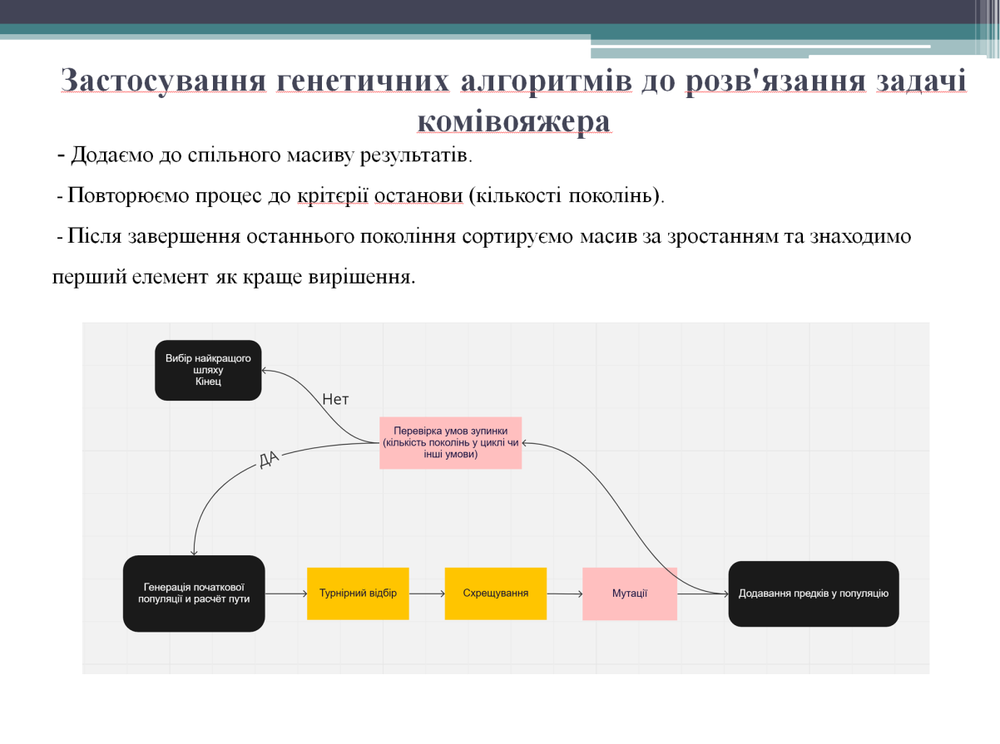 Застосування генетичних алгоритмів до розв'язання задачі
комівояжера
- Додаємо до спільного масиву результатів.
- Повторюємо процес до крітєрії останови (кількості поколінь).
- Після завершення останнього покоління сортируємо масив за зростанням та знаходимо
перший елемент як краще вирішення.
Вибір найкращого
шляху
Кінец
Нет
Перевірка умов зупинки
(кількість поколінь у циклі чи
інші умови)
ДА
Генерація початкової
популяції и расчёт пути
Турнірний відбір
Схрещування
Мутації
Додавання предків у популяцію